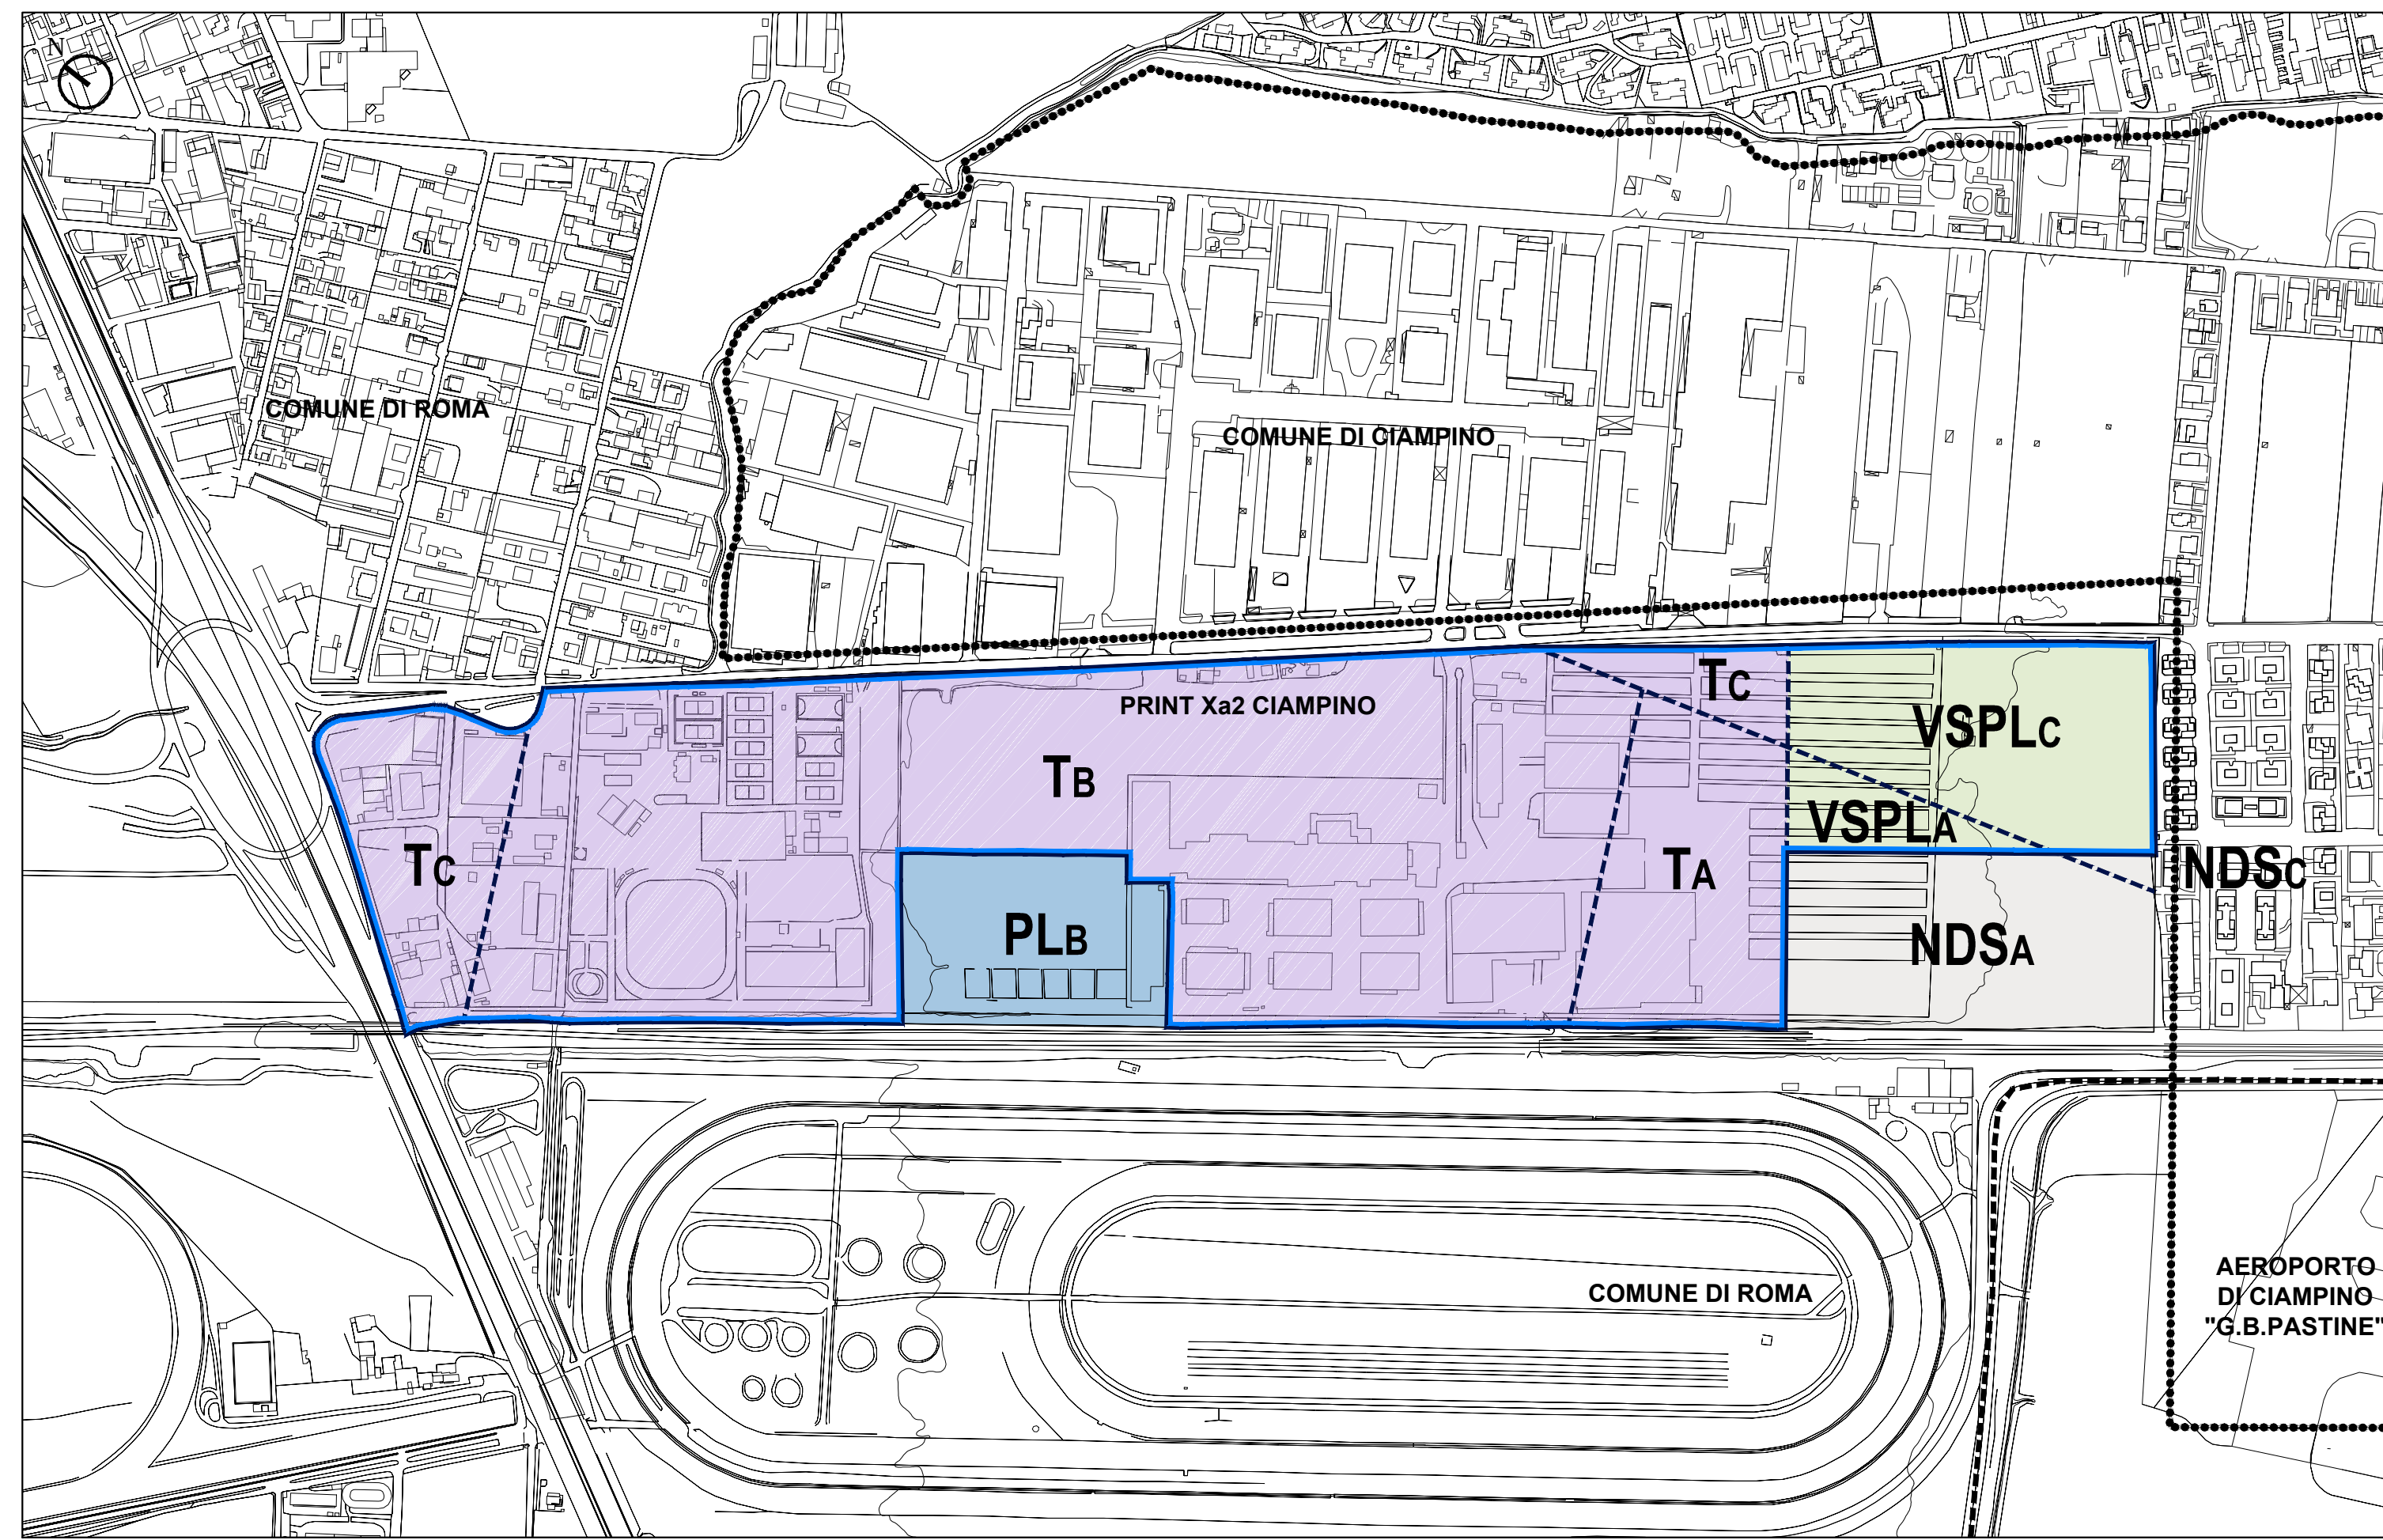 N
COMUNE DI ROMA
COMUNE DI CIAMPINO
PRINT Xa2 CIAMPINO
TC
VSPLC
TB
VSPLA
TC
TA
NDSC
PLB
NDSA
COMUNE DI ROMA
AEROPORTO
DI CIAMPINO
"G.B.PASTINE"